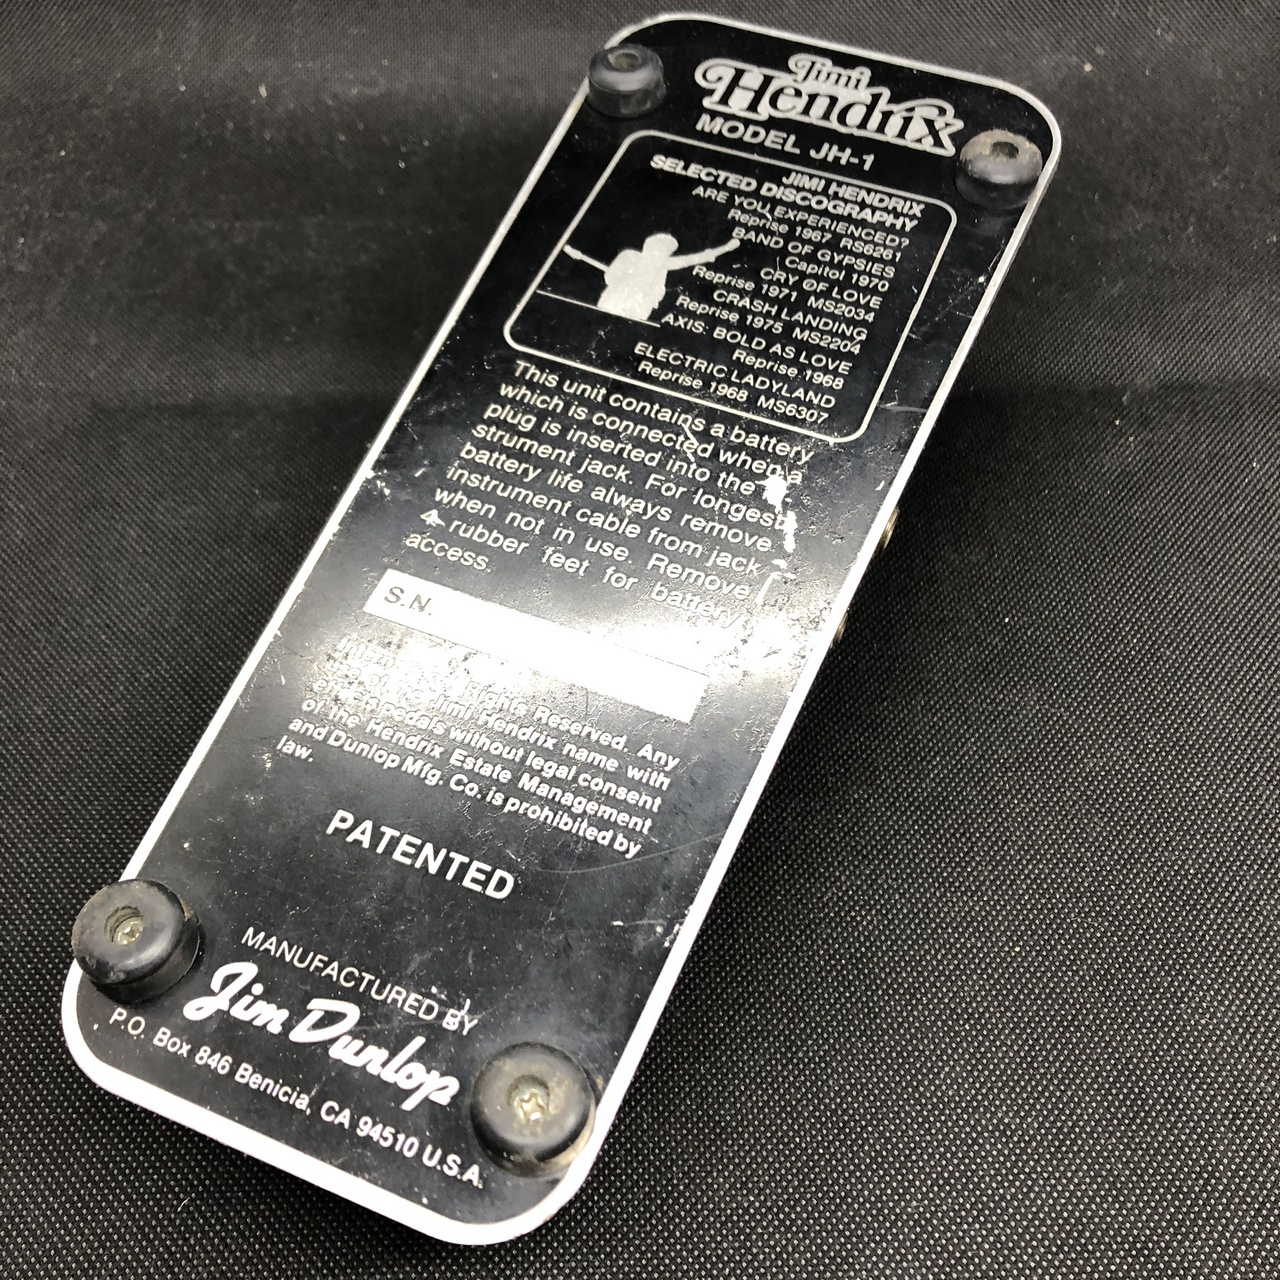 Jimi
Hendrix
MODEL JH-1
JIMI HENDRIX
SELECTED DISCOGRAPHY
ARE YOU EXPERIENCED?
Reprise 1967 RS6261
BAND OF GYPSIES
Capitol 1970
CRY OF LOVE
Reprise 1971 MS2034
CRASH LANDING
Reprise 1975 MS2204
AXIS: BOLD AS LOVE
Reprise 1968
ELECTRIC LADYLAND
Reprise 1968 MS6307
This unit contains a battery
which is connected when a
plug is inserted into the in-
strument jack. For longest
battery life always remove
instrument cable from jack
when not in use. Remove
4 rubber feet for battery
access.
S.N.
Rights Reserved. Any
use of the Jimi Hendrix name with
pedals without legal consent
of the Hendrix Estate Management
and Dunlop Mfg. Co. is prohibited by
law.
PATENTED
MANUFACTURED BY
Jim Dunlop
P.O. Box 846 Benicia, CA 94510 U.S.A.